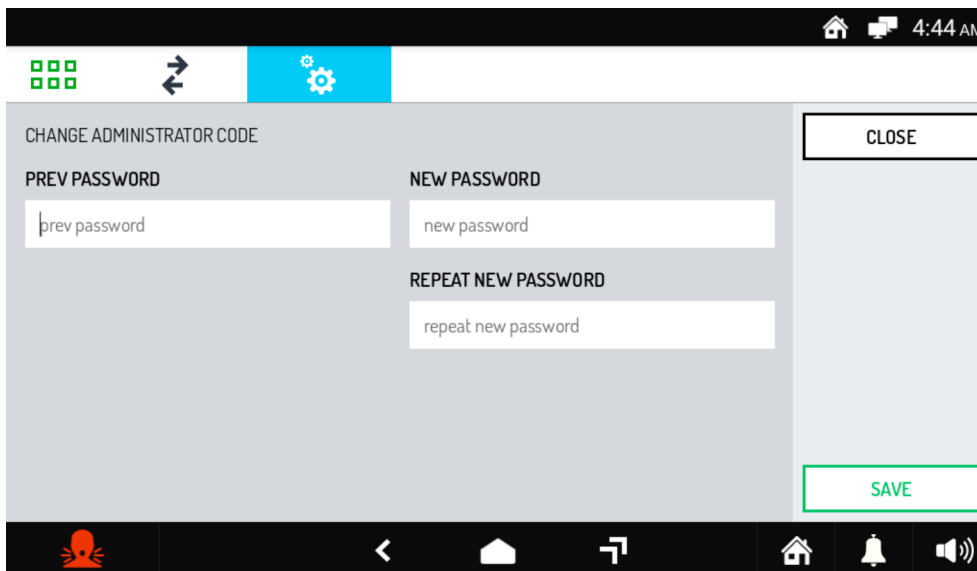 4:44 AM
CHANGE ADMINISTRATOR CODE
CLOSE
PREV PASSWORD
NEW PASSWORD
prev password
new password
REPEAT NEW PASSWORD
repeat new password
SAVE